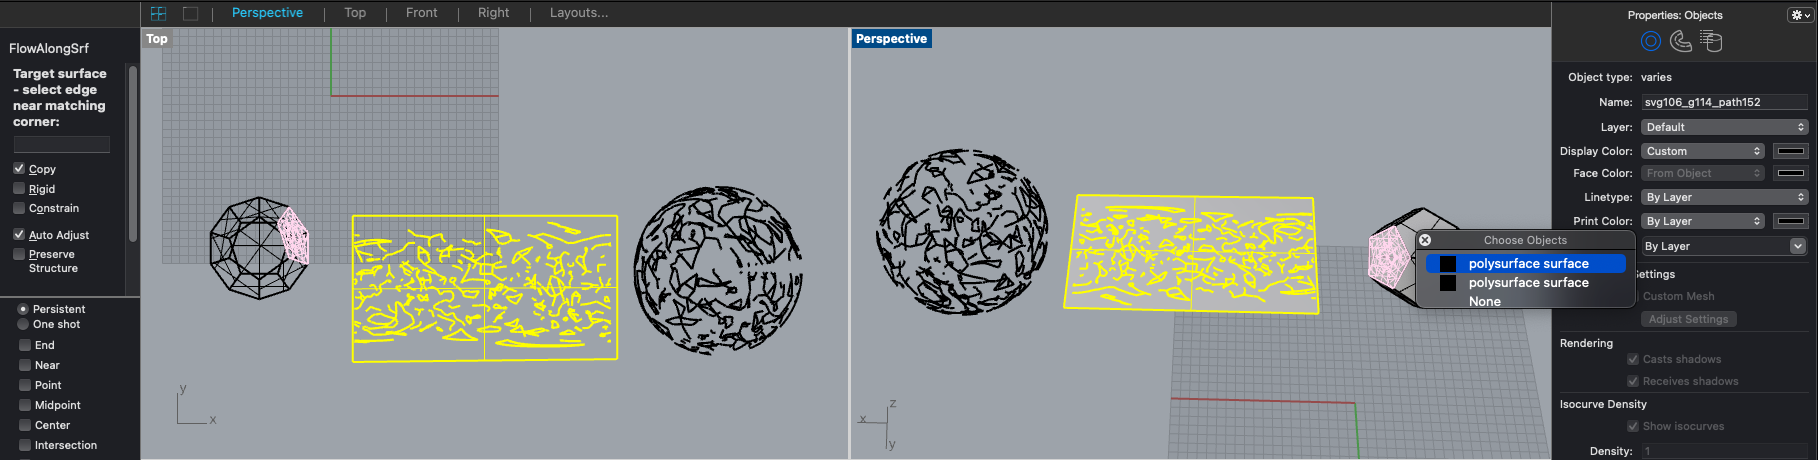 Perspective
Top
Front
Right
Layouts...
Properties: Objects
FlowAlongSrf
Target surface
- select edge
near matching
corner:
Copy
Rigid
Constrain
Auto Adjust
Preserve
Structure
Persistent
One shot
End
Near
Point
Midpoint
Center
Intersection
Top
y
x
Perspective
z
x
y
Choose Objects
polysurface surface
polysurface surface
None
Object type: varies
Name: svg106_g114_path152
Layer: Default
Display Color: Custom
Face Color: From Object
Linetype: By Layer
Print Color: By Layer
By Layer
Settings
Custom Mesh
Adjust Settings
Rendering
Casts shadows
Receives shadows
Isocurve Density
Show isocurves
Density: 1